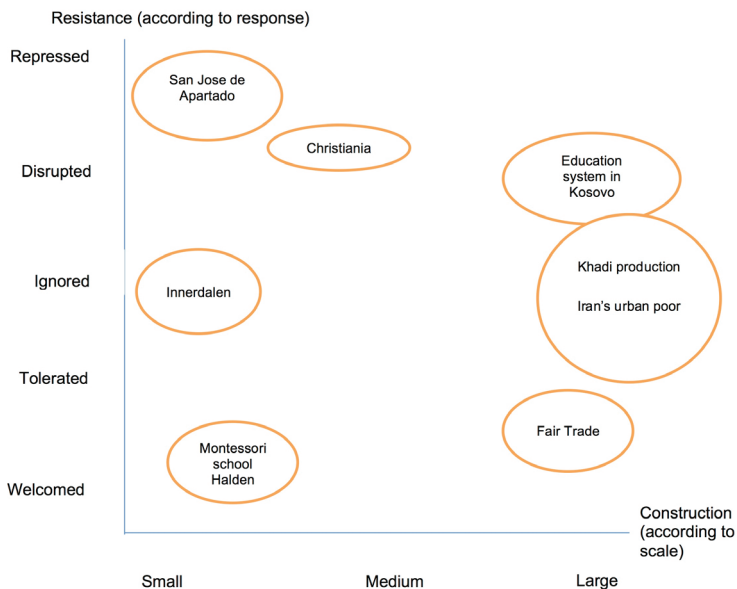 Resistance (according to response)
Repressed
San Jose de
Apartado
Christiania
Disrupted
Education
system in
Kosovo
Ignored
Innerdalen
Khadi production
Iran's urban poor
Tolerated
Fair Trade
Montessori
school
Halden
Welcomed
Construction
(according to
scale)
Small
Medium
Large